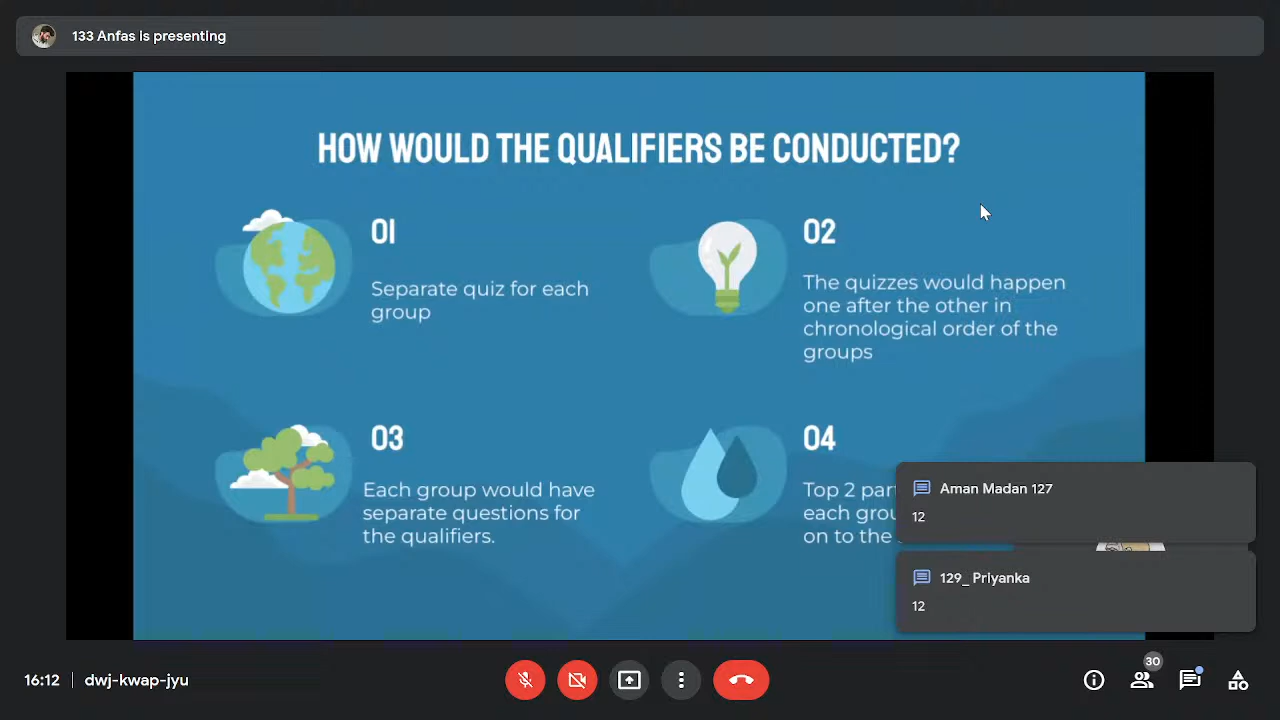 133 Anfas Is presenting
HOW WOULD THE QUALIFIERS BE CONDUCTED?
01
Separate quiz for each
group
02
The quizzes would happen
one after the other in
chronological order of the
groups
03
Each group would have
separate questions for
the qualifiers.
04
Top 2
each
on to the
Aman Madan 127
12
129_ Priyanka
12
16:12
dwj-kwap-jyu
30